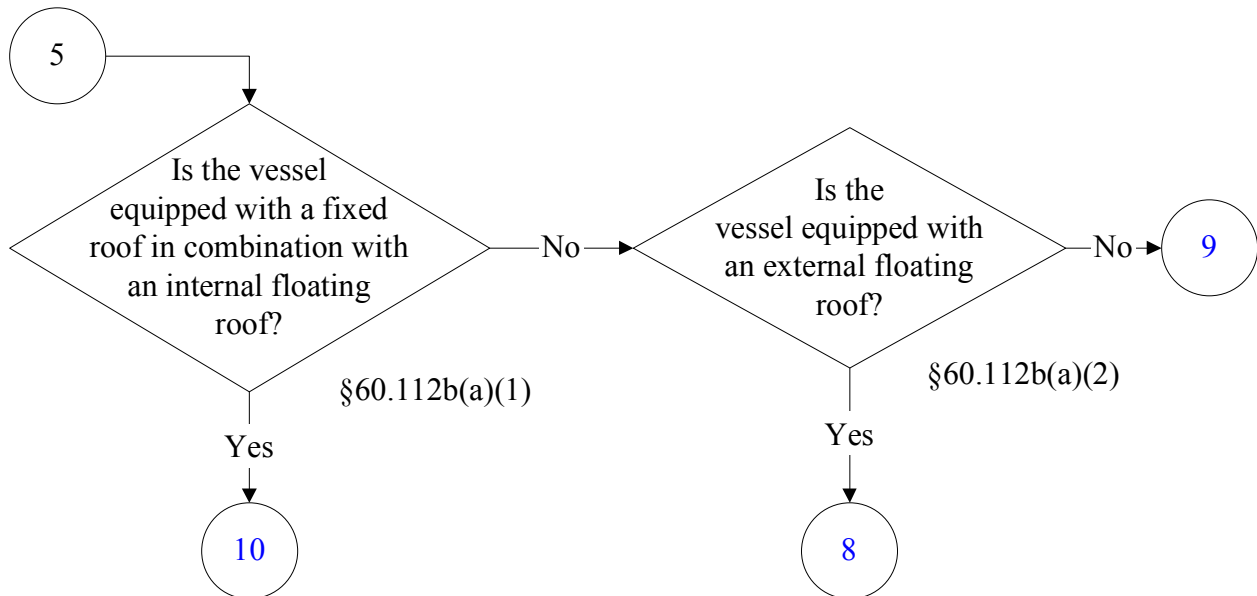 5
Is the vessel
equipped with a fixed
roof in combination with
an internal floating
roof?
§60.112b(a)(1)
No
Yes
10
Is the
vessel equipped with
an external floating
roof?
§60.112b(a)(2)
No
9
Yes
8